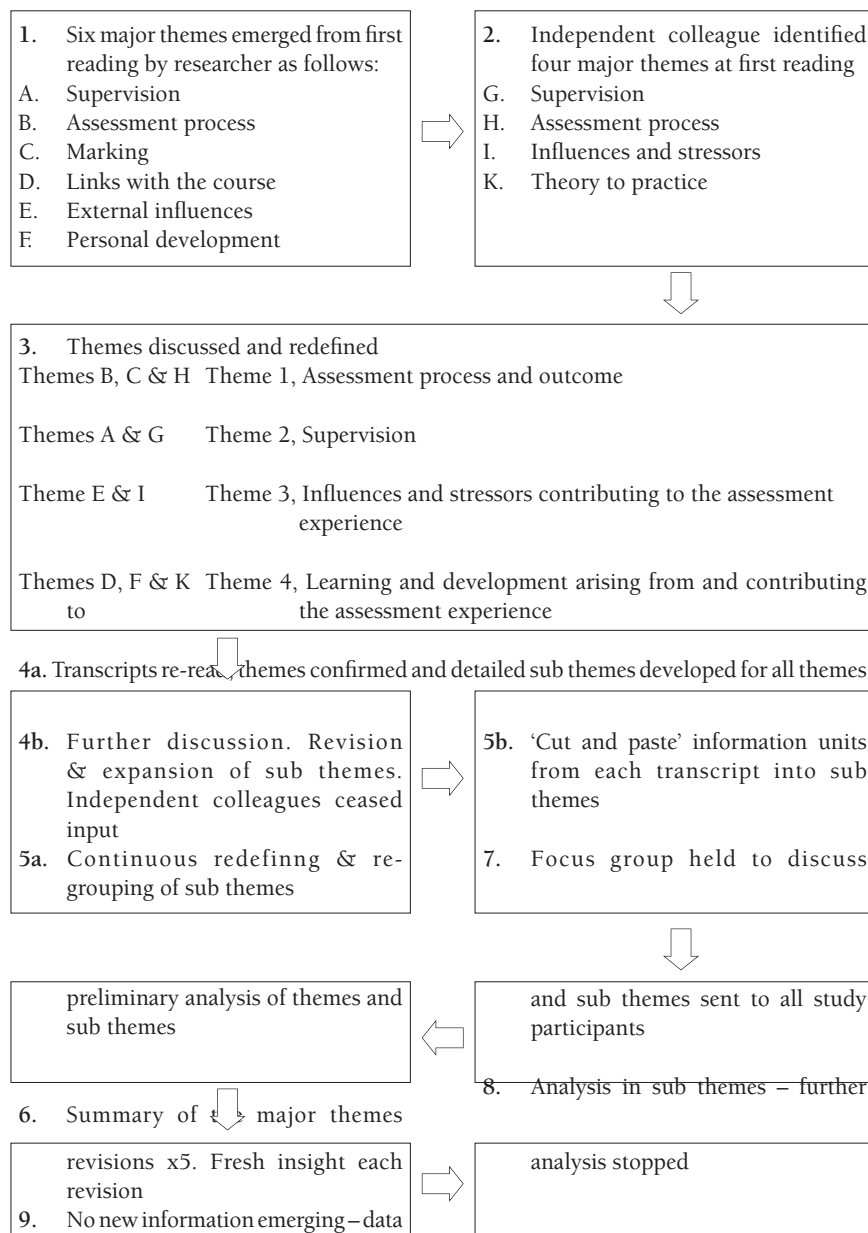 1. Six major themes emerged from first
reading by researcher as follows:
A. Supervision
B. Assessment process
C. Marking
D. Links with the course
E. External influences
F. Personal development
2. Independent colleague identified
four major themes at first reading
G. Supervision
H. Assessment process
I. Influences and stressors
K. Theory to practice
3. Themes discussed and redefined
Themes B, C & H Theme 1, Assessment process and outcome
Themes A & G Theme 2, Supervision
Theme E & I Theme 3, Influences and stressors contributing to the assessment
experience
Themes D, F & K Theme 4, Learning and development arising from and contributing
to the assessment experience
4a. Transcripts re-read, themes confirmed and detailed sub themes developed for all themes
4b. Further discussion. Revision
& expansion of sub themes.
Independent colleagues ceased
input
5a. Continuous redefinng & re-
grouping of sub themes
5b. ‘Cut and paste’ information units
from each transcript into sub
themes
7. Focus group held to discuss
preliminary analysis of themes and
sub themes
and sub themes sent to all study
participants
8. Analysis in sub themes – further
6. Summary of the major themes
revisions x5. Fresh insight each
revision
9. No new information emerging – data
analysis stopped